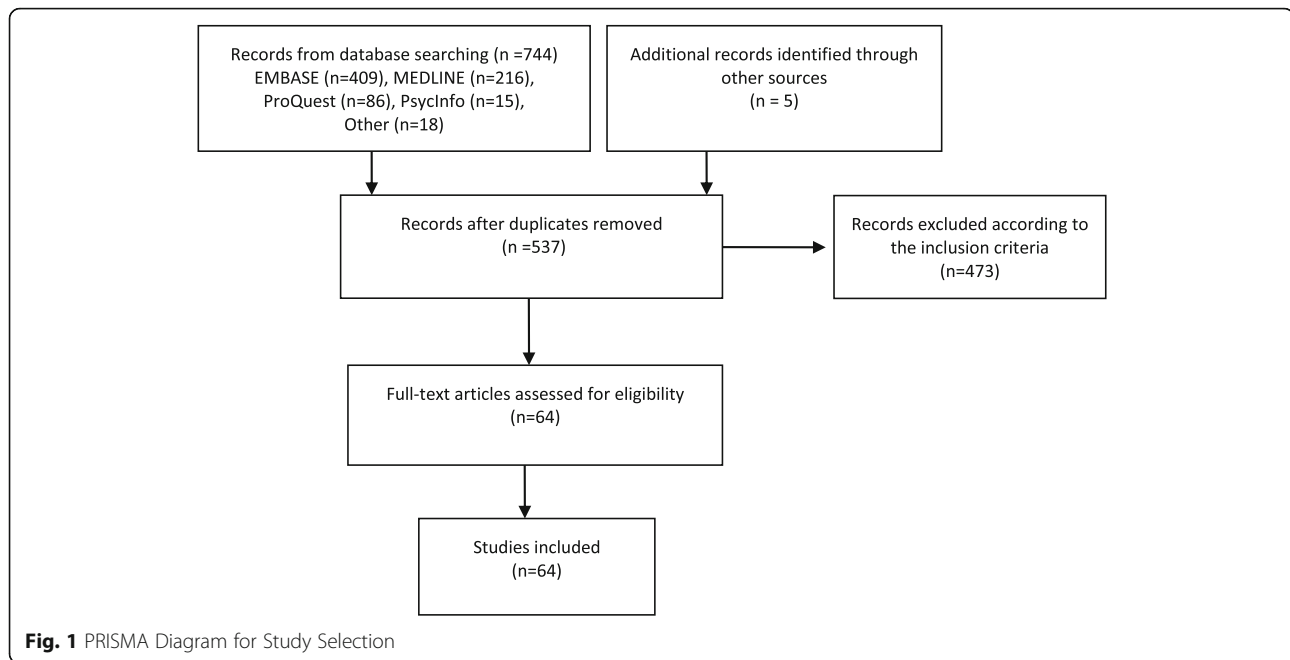 Records from database searching (n =744)
EMBASE (n=409), MEDLINE (n=216),
ProQuest (n=86), PsycInfo (n=15),
Other (n=18)
Additional records identified through
other sources
(n = 5)
Records after duplicates removed
(n =537)
Records excluded according to
the inclusion criteria
(n=473)
Full-text articles assessed for eligibility
(n=64)
Studies included
(n=64)
Fig. 1 PRISMA Diagram for Study Selection